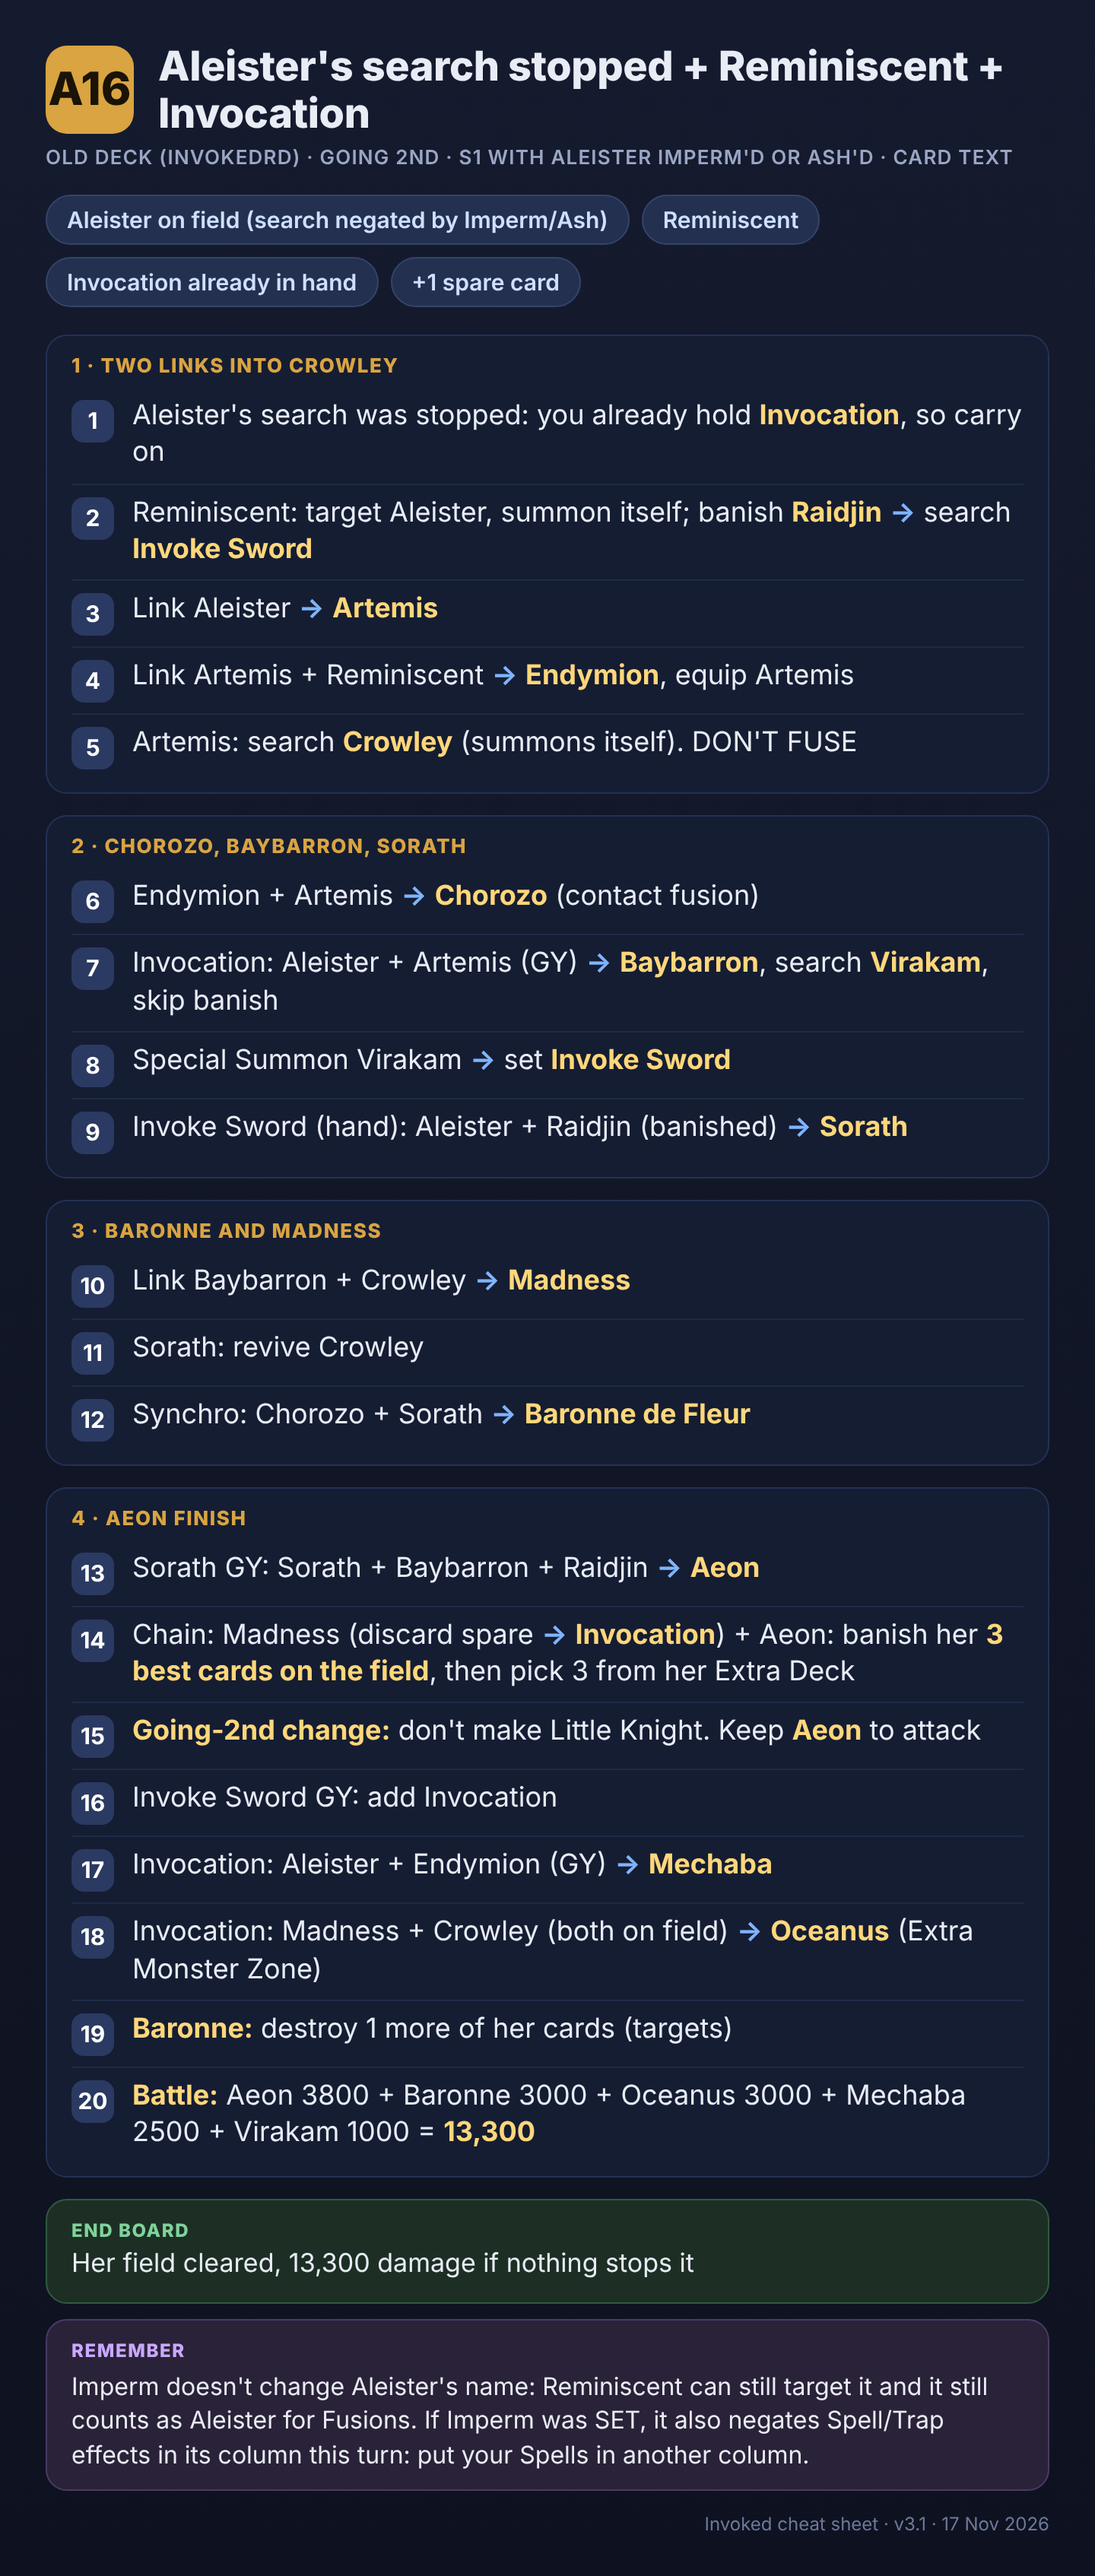 A16
Aleister's search stopped + Reminiscent +
Invocation
OLD DECK (INVOKEDRD) · GOING 2ND · S1 WITH ALEISTER IMPERM'D OR ASH'D · CARD TEXT
Aleister on field (search negated by Imperm/Ash)
Reminiscent
Invocation already in hand
+1 spare card
1 · TWO LINKS INTO CROWLEY
1 Aleister's search was stopped: you already hold Invocation, so carry
on
2 Reminiscent: target Aleister, summon itself; banish Raidjin → search
Invoke Sword
3 Link Aleister → Artemis
4 Link Artemis + Reminiscent → Endymion, equip Artemis
5 Artemis: search Crowley (summons itself). DON'T FUSE
2 · CHOROZO, BAYBARRON, SORATH
6 Endymion + Artemis → Chorozo (contact fusion)
7 Invocation: Aleister + Artemis (GY) → Baybarron, search Virakam,
skip banish
8 Special Summon Virakam → set Invoke Sword
9 Invoke Sword (hand): Aleister + Raidjin (banished) → Sorath
3 · BARONNE AND MADNESS
10 Link Baybarron + Crowley → Madness
11 Sorath: revive Crowley
12 Synchro: Chorozo + Sorath → Baronne de Fleur
4 · AEON FINISH
13 Sorath GY: Sorath + Baybarron + Raidjin → Aeon
14 Chain: Madness (discard spare → Invocation) + Aeon: banish her 3
best cards on the field, then pick 3 from her Extra Deck
15 Going-2nd change: don't make Little Knight. Keep Aeon to attack
16 Invoke Sword GY: add Invocation
17 Invocation: Aleister + Endymion (GY) → Mechaba
18 Invocation: Madness + Crowley (both on field) → Oceanus (Extra
Monster Zone)
19 Baronne: destroy 1 more of her cards (targets)
20 Battle: Aeon 3800 + Baronne 3000 + Oceanus 3000 + Mechaba
2500 + Virakam 1000 = 13,300
END BOARD
Her field cleared, 13,300 damage if nothing stops it
REMEMBER
Imperm doesn't change Aleister's name: Reminiscent can still target it and it still
counts as Aleister for Fusions. If Imperm was SET, it also negates Spell/Trap
effects in its column this turn: put your Spells in another column.
Invoked cheat sheet · v3.1 · 17 Nov 2026